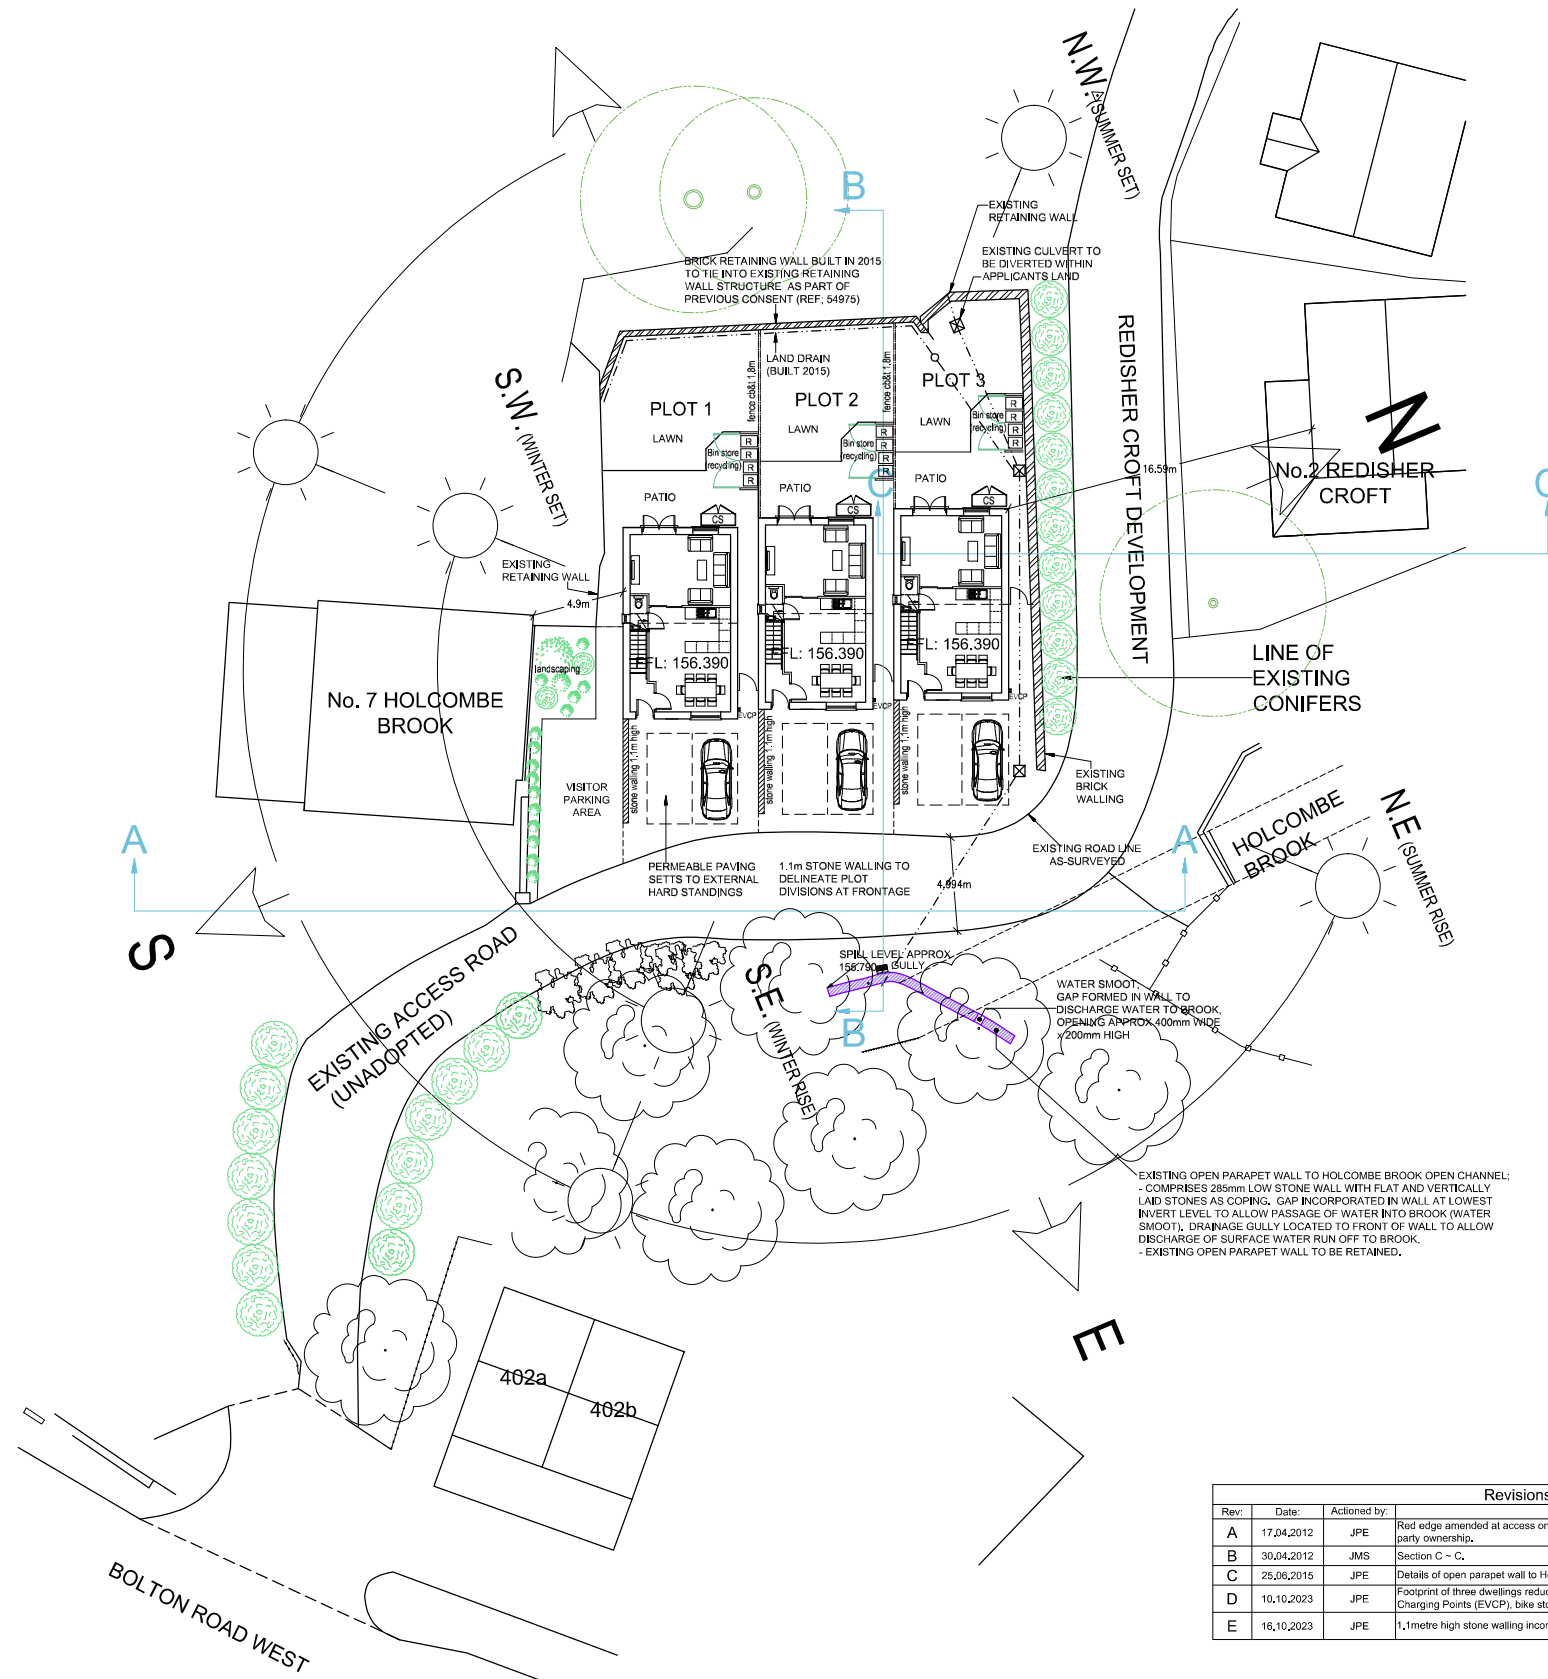 N.W. (SUMMER SET)
B
EXISTING
RETAINING WALL
EXISTING CULVERT TO
BE DIVERTED WITHIN
APPLICANTS LAND
BRICK RETAINING WALL BUILT IN 2015
TO TIE INTO EXISTING RETAINING
WALL STRUCTURE AS PART OF
PREVIOUS CONSENT (REF; 54975)
LAND DRAIN
(BUILT 2015)
fence cb&t 1.8m
fence cb&t 1.8m
PLOT 1
PLOT 2
PLOT 3
LAWN
LAWN
LAWN
Bin store
(recycling)
R
R
R
R
Bin store
(recycling)
R
R
R
R
Bin store
(recycling)
R
R
R
R
S.W. (WINTER SET)
REDISHER CROFT DEVELOPMENT
N
16.59m
No.2 REDISHER
CROFT
C
C
PATIO
PATIO
PATIO
CS
CS
CS
EXISTING
RETAINING WALL
4.9m
FFL: 156.390
FFL: 156.390
FFL: 156.390
landscaping
No. 7 HOLCOMBE
BROOK
LINE OF
EXISTING
CONIFERS
EVCP
EVCP
EVCP
stone walling 1.1m high
stone walling 1.1m high
stone walling 1.1m high
VISITOR
PARKING
AREA
EXISTING
BRICK
WALLING
HOLCOMBE
BROOK
N.E. (SUMMER RISE)
A
A
EXISTING ROAD LINE
AS-SURVEYED
PERMEABLE PAVING
SETTS TO EXTERNAL
HARD STANDINGS
1.1m STONE WALLING TO
DELINEATE PLOT
DIVISIONS AT FRONTAGE
4.994m
S
EXISTING ACCESS ROAD
(UNADOPTED)
SPILL LEVEL APPROX
155.790
GULLY
S.E. (WINTER RISE)
WATER SMOOT,
GAP FORMED IN WALL TO
DISCHARGE WATER TO BROOK,
OPENING APPROX 400mm WIDE
x 200mm HIGH
B
EXISTING OPEN PARAPET WALL TO HOLCOMBE BROOK OPEN CHANNEL;
- COMPRISES 285mm LOW STONE WALL WITH FLAT AND VERTICALLY
LAID STONES AS COPING. GAP INCORPORATED IN WALL AT LOWEST
INVERT LEVEL TO ALLOW PASSAGE OF WATER INTO BROOK (WATER
SMOOT). DRAINAGE GULLY LOCATED TO FRONT OF WALL TO ALLOW
DISCHARGE OF SURFACE WATER RUN OFF TO BROOK.
- EXISTING OPEN PARAPET WALL TO BE RETAINED.
E
402a
402b
BOLTON ROAD WEST
Revisions
Rev: Date: Actioned by:
A 17.04.2012 JPE Red edge amended at access on
party ownership.
B 30.04.2012 JMS Section C ~ C.
C 25.06.2015 JPE Details of open parapet wall to
D 10.10.2023 JPE Footprint of three dwellings
Charging Points (EVCP), bike
E 16.10.2023 JPE 1.1metre high stone walling